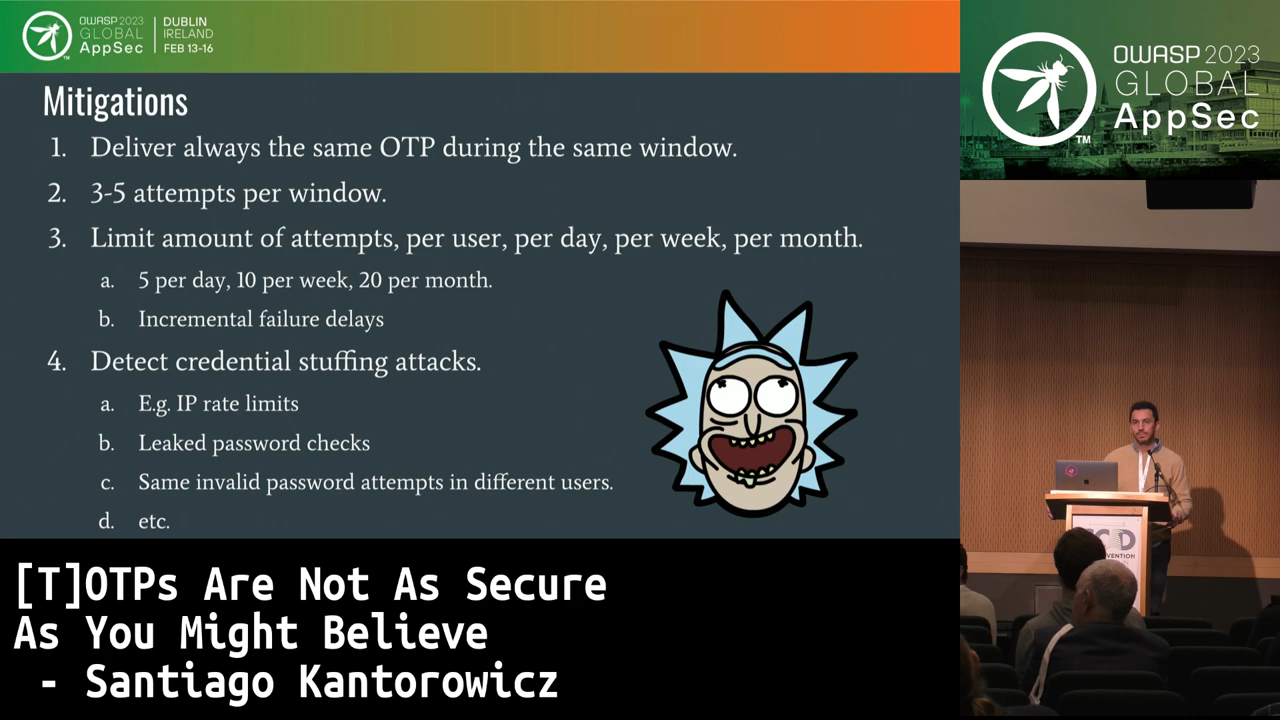 OWASP 2023
GLOBAL
AppSec
TM
DUBLIN
IRELAND
FEB 13-16
Mitigations
1. Deliver always the same OTP during the same window.
2. 3-5 attempts per window.
3. Limit amount of attempts, per user, per day, per week, per month.
a. 5 per day, 10 per week, 20 per month.
b. Incremental failure delays
4. Detect credential stuffing attacks.
a. E.g. IP rate limits
b. Leaked password checks
c. Same invalid password attempts in different users.
d. etc.
OWASP 2023
GLOBAL
AppSec
TM
[T]OTPs Are Not As Secure
As You Might Believe
- Santiago Kantorowicz